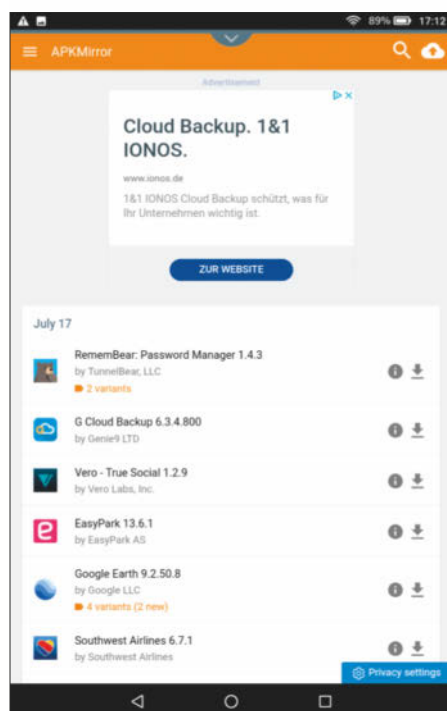 89% 17:12
APKMirror
Advertisement
Cloud Backup. 1&1
IONOS.
www.ionos.de
1&1 IONOS Cloud Backup schützt, was für
Ihr Unternehmen wichtig ist.
ZUR WEBSITE
July 17
RememBear: Password Manager 1.4.3
by TunnelBear, LLC
2 variants
G Cloud Backup 6.3.4.800
by Genie9 LTD
Vero - True Social 1.2.9
by Vero Labs, Inc.
EasyPark 13.6.1
by EasyPark AS
Google Earth 9.2.50.8
by Google LLC
4 variants (2 new)
Southwest Airlines 6.7.1
by Southwest Airlines
Privacy settings